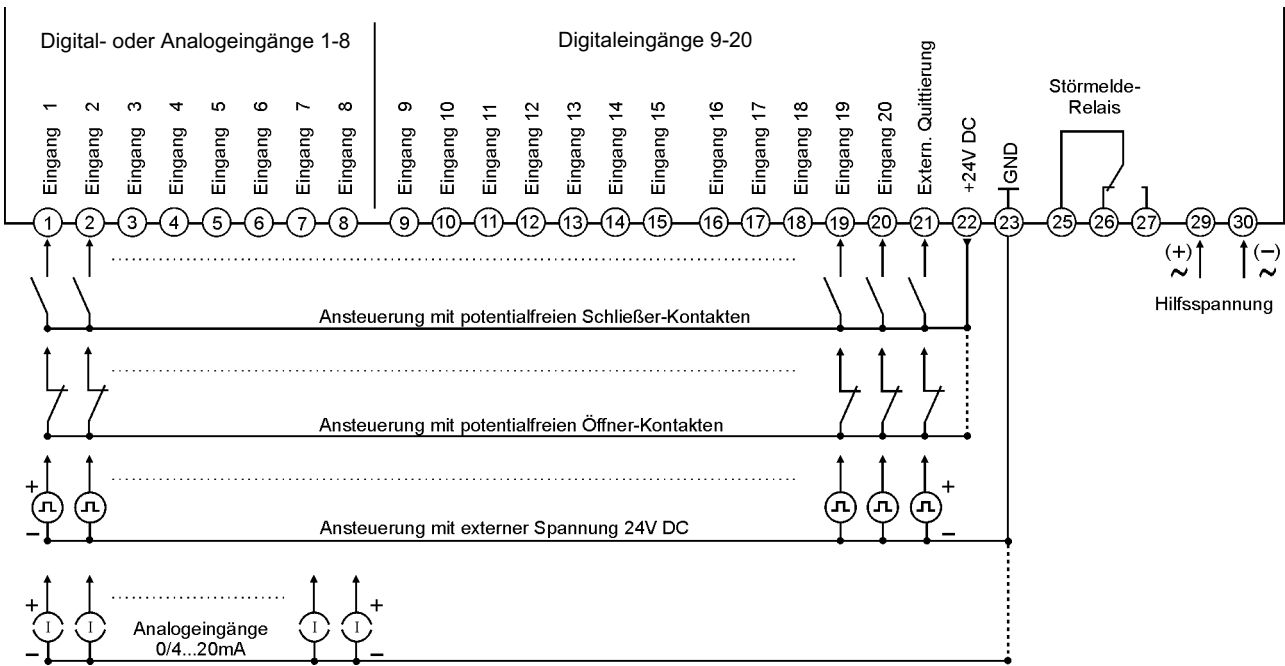 Digital- oder Analogeingänge 1-8
Digitaleingänge 9-20
Störmelde-
Relais
Eingang 1
Eingang 2
Eingang 3
Eingang 4
Eingang 5
Eingang 6
Eingang 7
Eingang 8
Eingang 9
Eingang 10
Eingang 11
Eingang 12
Eingang 13
Eingang 14
Eingang 15
Eingang 16
Eingang 17
Eingang 18
Eingang 19
Eingang 20
Extern. Quittierung
+24V DC
GND
1 2 3 4 5 6 7 8 9 10 11 12 13 14 15 16 17 18 19 20 21 22 23 25 26 27 29 30
(+) (−)
~ ~
Hilfsspannung
Ansteuerung mit potentialfreien Schließer-Kontakten
Ansteuerung mit potentialfreien Öffner-Kontakten
+ +
Ansteuerung mit externer Spannung 24V DC
− −
+ +
I I I I
Analogeingänge
0/4...20mA
− −